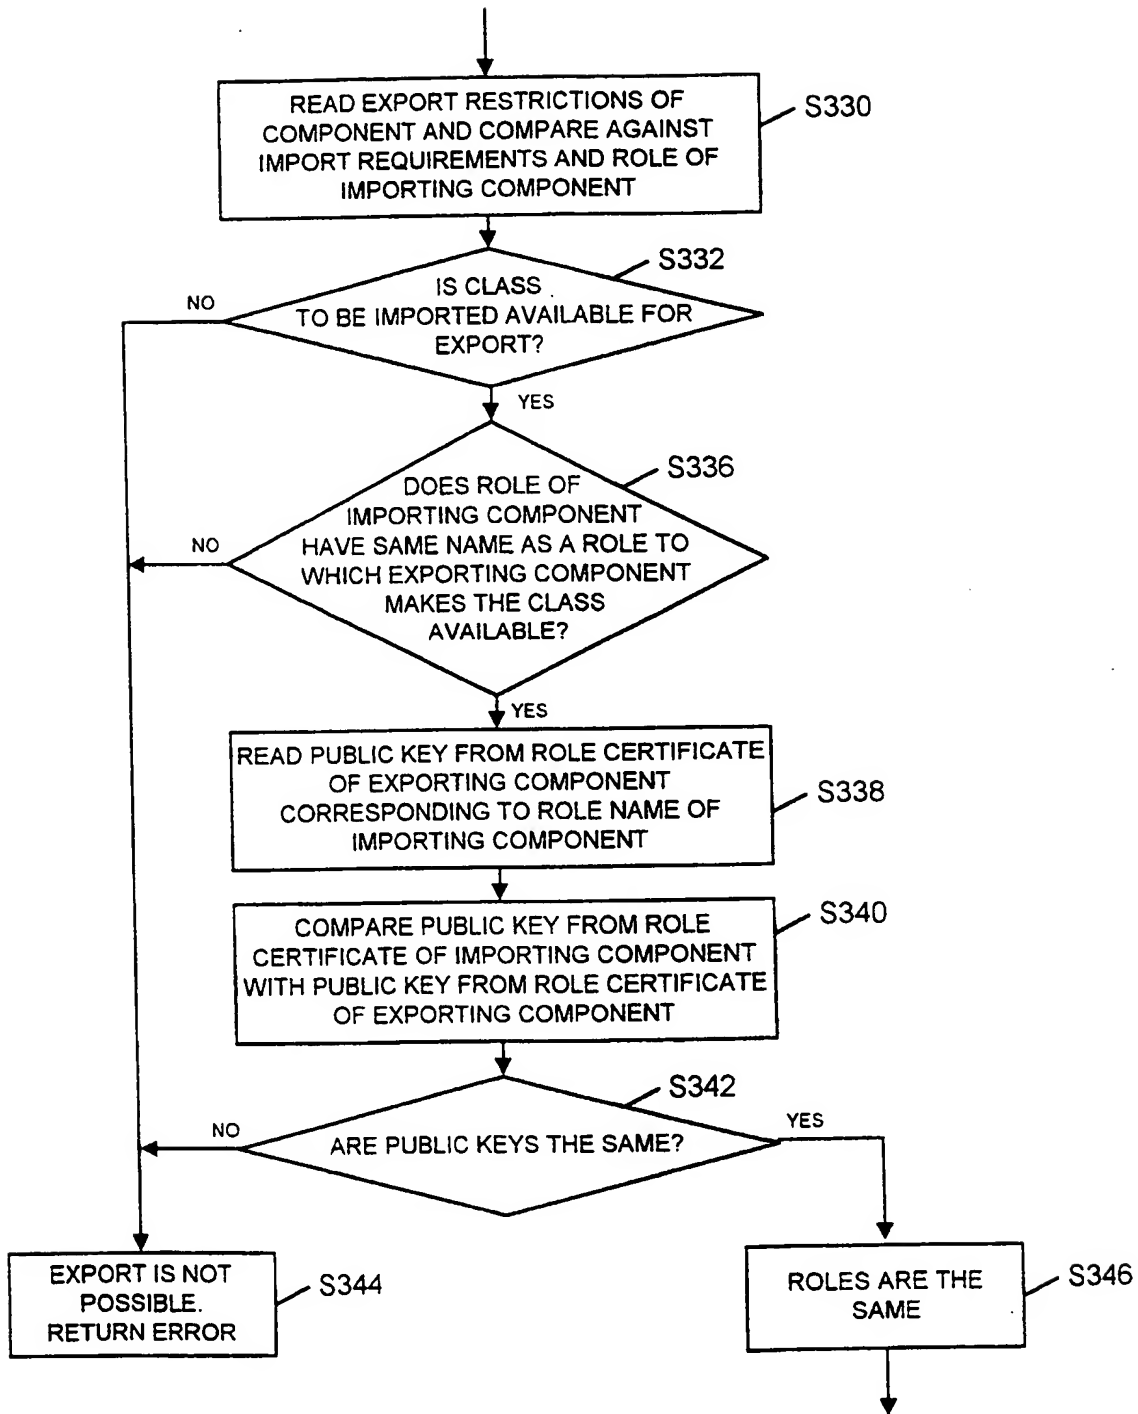 READ EXPORT RESTRICTIONS OF
COMPONENT AND COMPARE AGAINST
IMPORT REQUIREMENTS AND ROLE OF
IMPORTING COMPONENT
S330
S332
IS CLASS
TO BE IMPORTED AVAILABLE FOR
EXPORT?
NO
YES
S336
DOES ROLE OF
IMPORTING COMPONENT
HAVE SAME NAME AS A ROLE TO
WHICH EXPORTING COMPONENT
MAKES THE CLASS
AVAILABLE?
NO
YES
READ PUBLIC KEY FROM ROLE CERTIFICATE
OF EXPORTING COMPONENT
CORRESPONDING TO ROLE NAME OF
IMPORTING COMPONENT
S338
COMPARE PUBLIC KEY FROM ROLE
CERTIFICATE OF IMPORTING COMPONENT
WITH PUBLIC KEY FROM ROLE CERTIFICATE
OF EXPORTING COMPONENT
S340
S342
ARE PUBLIC KEYS THE SAME?
NO
YES
EXPORT IS NOT
POSSIBLE.
RETURN ERROR
S344
ROLES ARE THE
SAME
S346